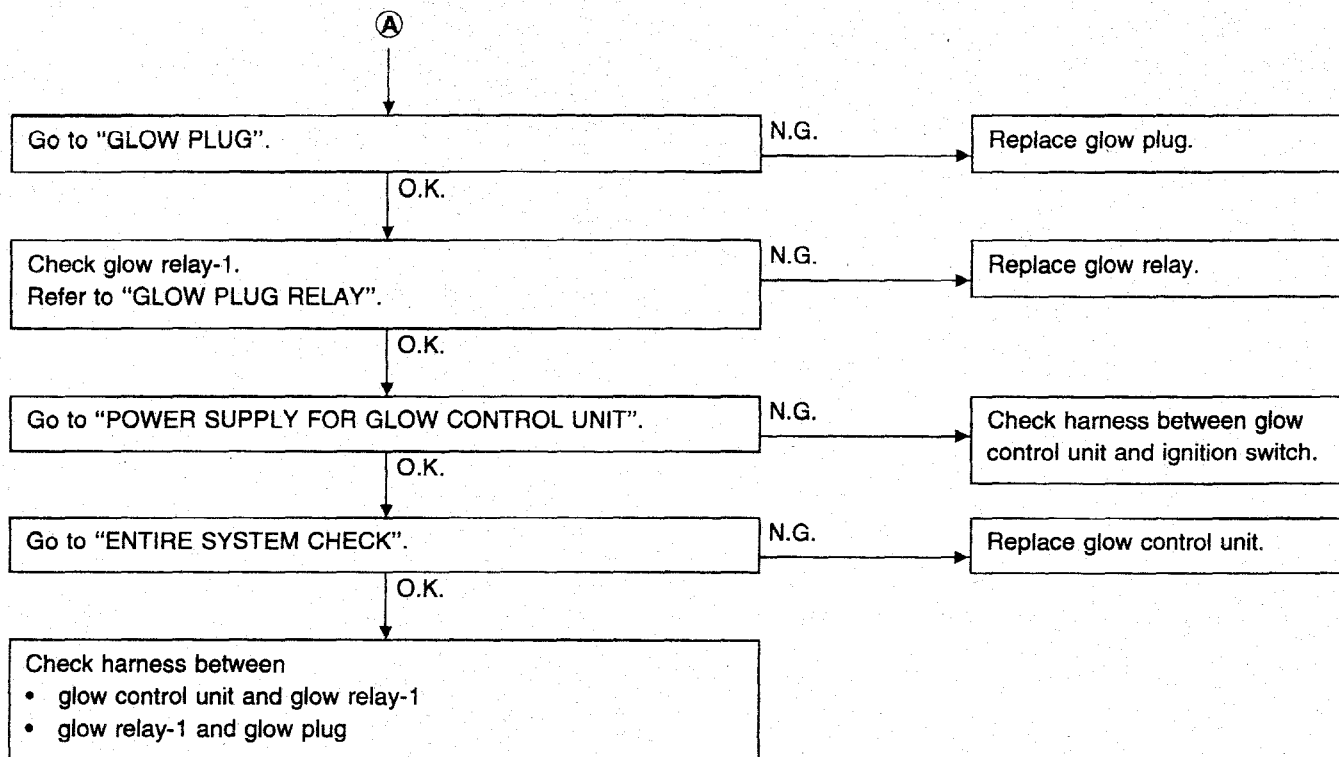 A
Go to “GLOW PLUG”.
N.G.
Replace glow plug.
O.K.
Check glow relay-1.
Refer to “GLOW PLUG RELAY”.
N.G.
Replace glow relay.
O.K.
Go to “POWER SUPPLY FOR GLOW CONTROL UNIT”.
N.G.
Check harness between glow
control unit and ignition switch.
O.K.
Go to “ENTIRE SYSTEM CHECK”.
N.G.
Replace glow control unit.
O.K.
Check harness between
• glow control unit and glow relay-1
• glow relay-1 and glow plug